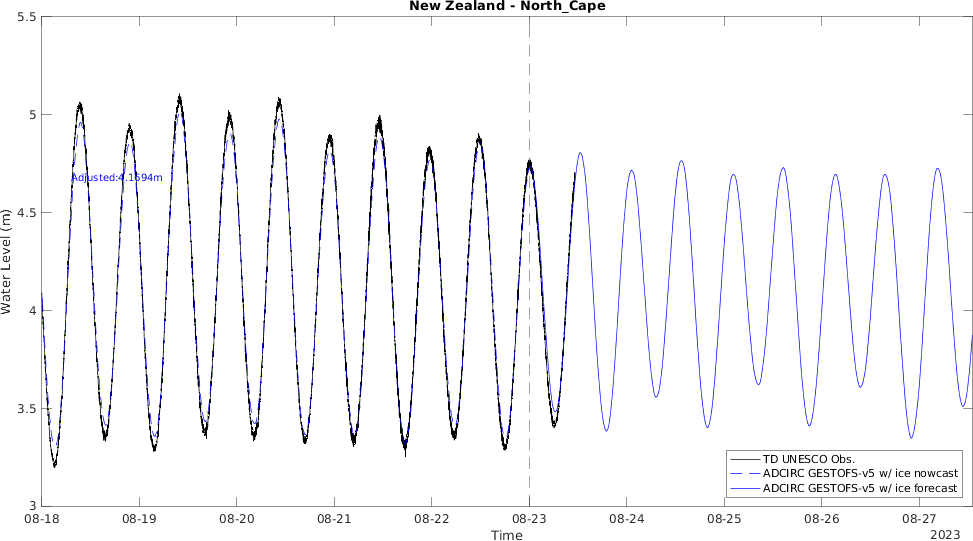 New Zealand - North_Cape
5.5
5
4.5
4
3.5
3
Water Level (m)
Adjusted:4.1694m
TD UNESCO Obs.
ADCIRC GESTOFS-v5 w/ ice nowcast
ADCIRC GESTOFS-v5 w/ ice forecast
08-18
08-19
08-20
08-21
08-22
08-23
08-24
08-25
08-26
08-27
Time
2023